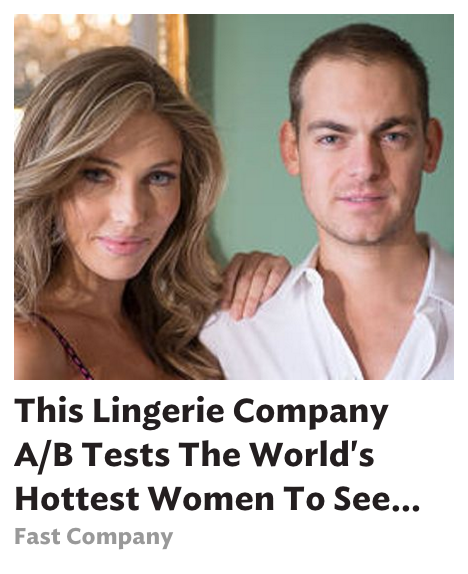 This Lingerie Company
A/B Tests The World's
Hottest Women To See...
Fast Company